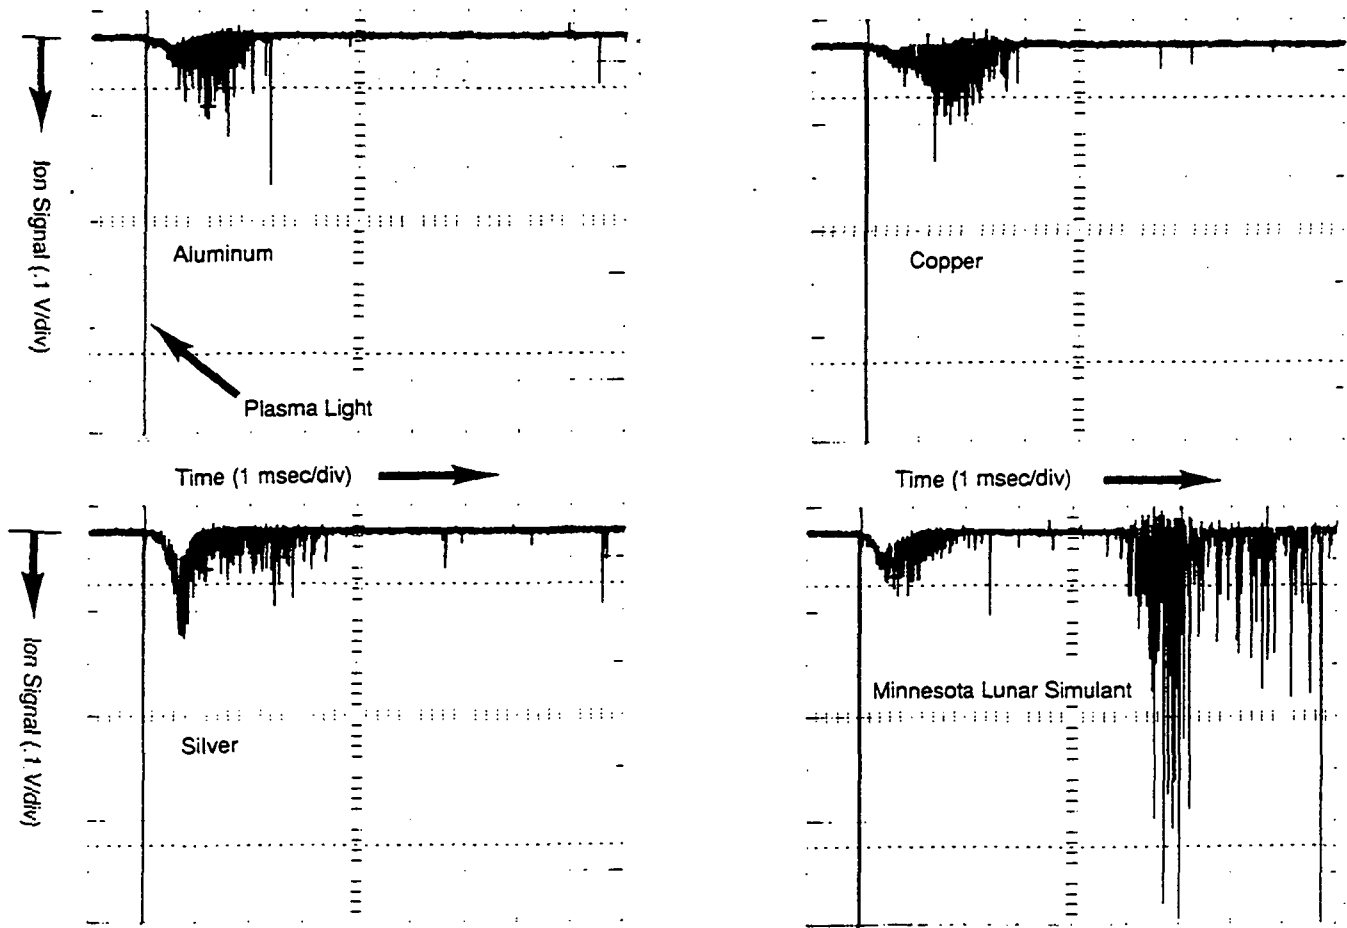 Ion Signal (.1 V/div)
Aluminum
Plasma Light
Copper
Time (1 msec/div)
Time (1 msec/div)
Ion Signal (.1 V/div)
Silver
Minnesota Lunar Simulant